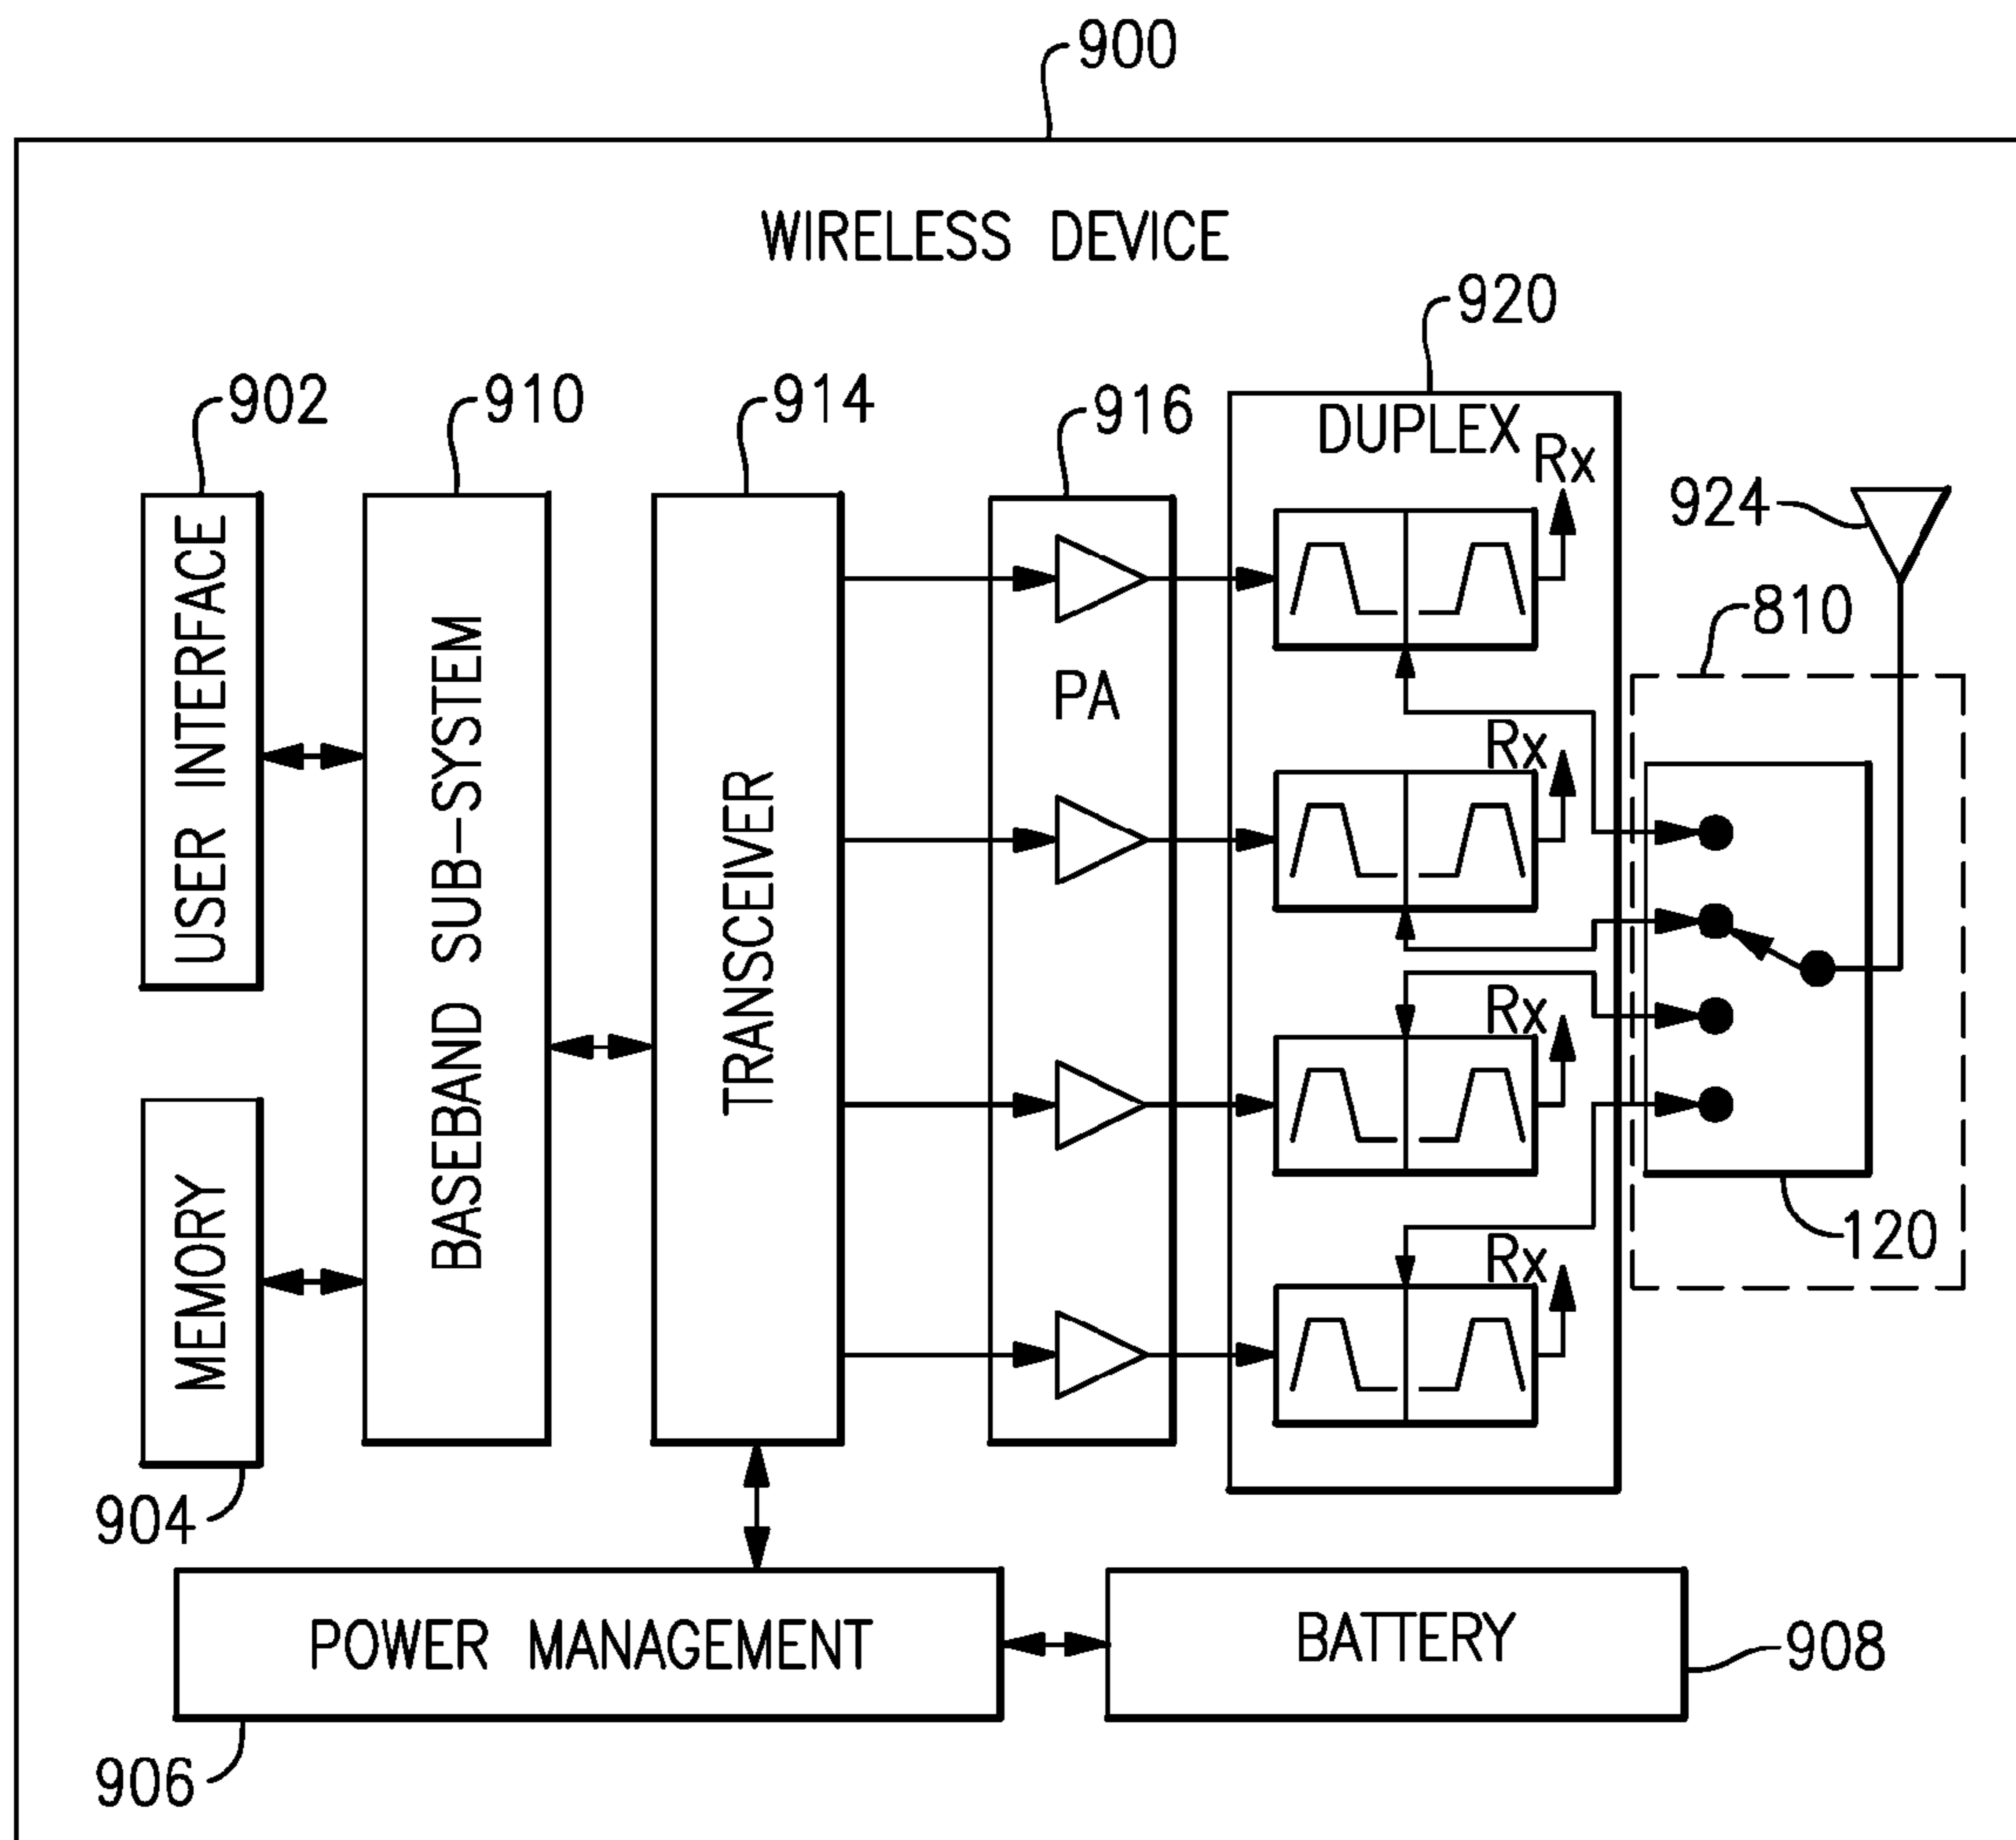 900
WIRELESS DEVICE
920
902
910
914
916
DUPLEX
Rx
924
810
USER INTERFACE
BASEBAND SUB-SYSTEM
TRANSCEIVER
PA
Rx
Rx
MEMORY
Rx
120
904
POWER MANAGEMENT
BATTERY
908
906